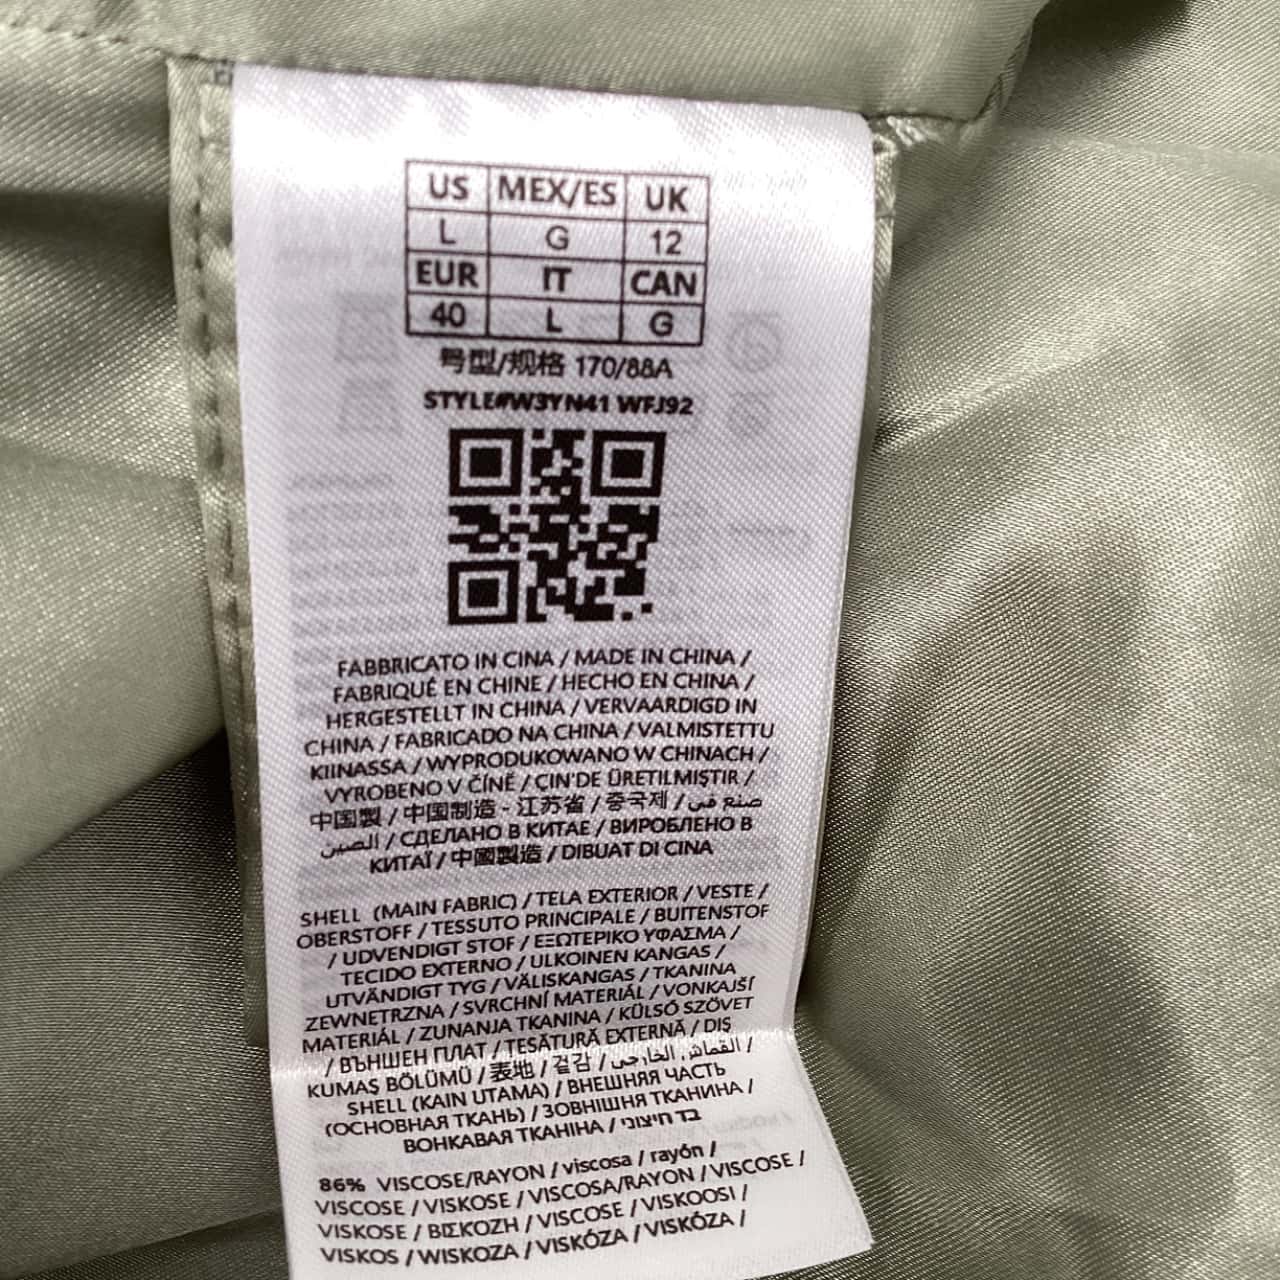 US MEX/ES UK
L G 12
EUR IT CAN
40 L G
号型/规格 170/88A
STYLE#W3YN41 WFJ92
FABBRICATO IN CINA / MADE IN CHINA /
FABRIQUÉ EN CHINE / HECHO EN CHINA /
HERGESTELLT IN CHINA / VERVAARDIGD IN
CHINA / FABRICADO NA CHINA / VALMISTETTU
KIINASSA / WYPRODUKOWANO W CHINACH /
VYROBENO V ČÍNĚ / ÇIN'DE ÜRETILMIŞTIR /
中国製 / 中国制造 - 江苏省 / 중국제 / صنع في
الصين / СДЕЛАНО В КИТАЕ / ВИРОБЛЕНО В
КИТАЇ / 中國製造 / DIBUAT DI CINA
SHELL (MAIN FABRIC) / TELA EXTERIOR / VESTE /
OBERSTOFF / TESSUTO PRINCIPALE / BUITENSTOF
/ UDVENDIGT STOF / ΕΞΩΤΕΡΙΚΟ ΥΦΑΣΜΑ /
TECIDO EXTERNO / ULKOINEN KANGAS /
UTVÄNDIGT TYG / VÄLISKANGAS / TKANINA
ZEWNETRZNA / SVRCHNÍ MATERIÁL / VONKAJŠÍ
MATERIÁL / ZUNANJA TKANINA / KÜLSŐ SZÖVET
/ ВЪНШЕН ПЛАТ / ȚESĂTURĂ EXTERNĂ / DIŞ
KUMAŞ BÖLÜMÜ / 表地 / 겉감 / القماش الخارجي /
SHELL (KAIN UTAMA) / ВНЕШНЯЯ ЧАСТЬ
(ОСНОВНАЯ ТКАНЬ) / ЗОВНІШНЯ ТКАНИНА /
ВОНКАВАЯ ТКАНІНА / בד חיצוני
86% VISCOSE/RAYON / viscosa / rayón /
VISCOSE / VISKOSE / VISCOSA/RAYON / VISCOSE /
VISKOSE / ΒΙΣΚΟΖΗ / VISCOSE / VISKOOSI /
VISKOS / WISKOZA / VISKÓZA / VISKÓZA /